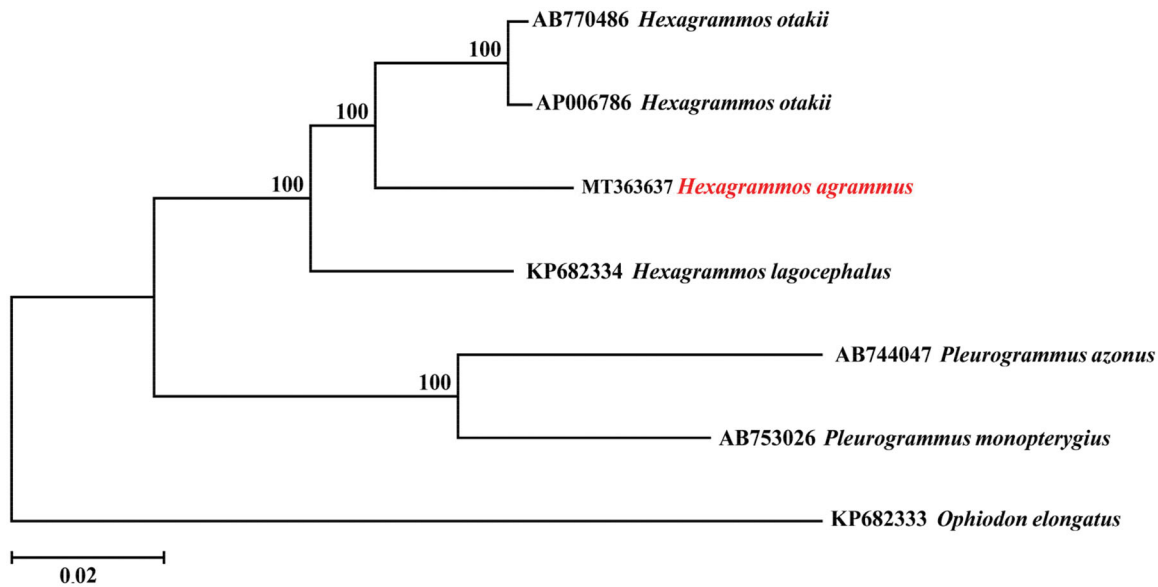 AB770486 Hexagrammos otakii
100
AP006786 Hexagrammos otakii
100
MT363637 Hexagrammos agrammus
100
KP682334 Hexagrammos lagocephalus
AB744047 Pleurogrammus azonus
100
AB753026 Pleurogrammus monopterygius
KP682333 Ophiodon elongatus
0.02